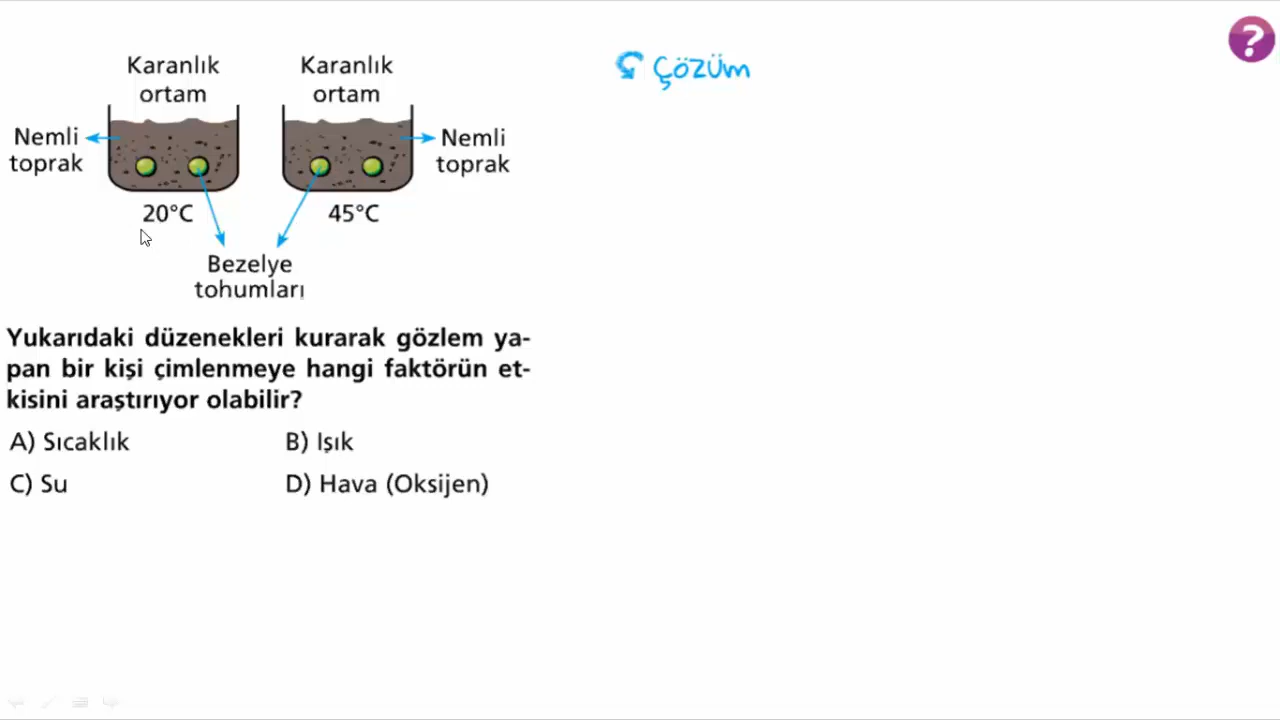 Karanlık
ortam
Karanlık
ortam
Nemli
toprak
Nemli
toprak
20°C
45°C
Bezelye
tohumları
Yukarıdaki düzenekleri kurarak gözlem ya-
pan bir kişi çimlenmeye hangi faktörün et-
kisini araştırıyor olabilir?
A) Sıcaklık
B) Işık
C) Su
D) Hava (Oksijen)
Çözüm
?